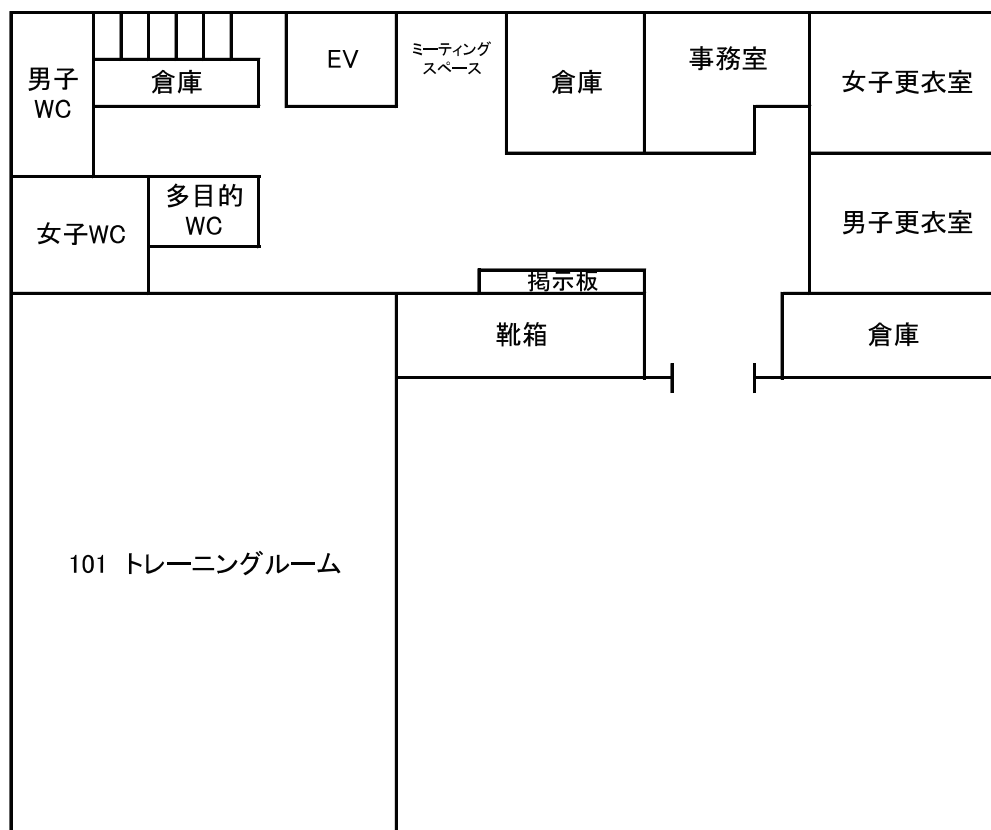 男子
WC
倉庫
EV
ミーティング
スペース
倉庫
事務室
女子更衣室
女子WC
多目的
WC
男子更衣室
掲示板
靴箱
倉庫
101 トレーニングルーム